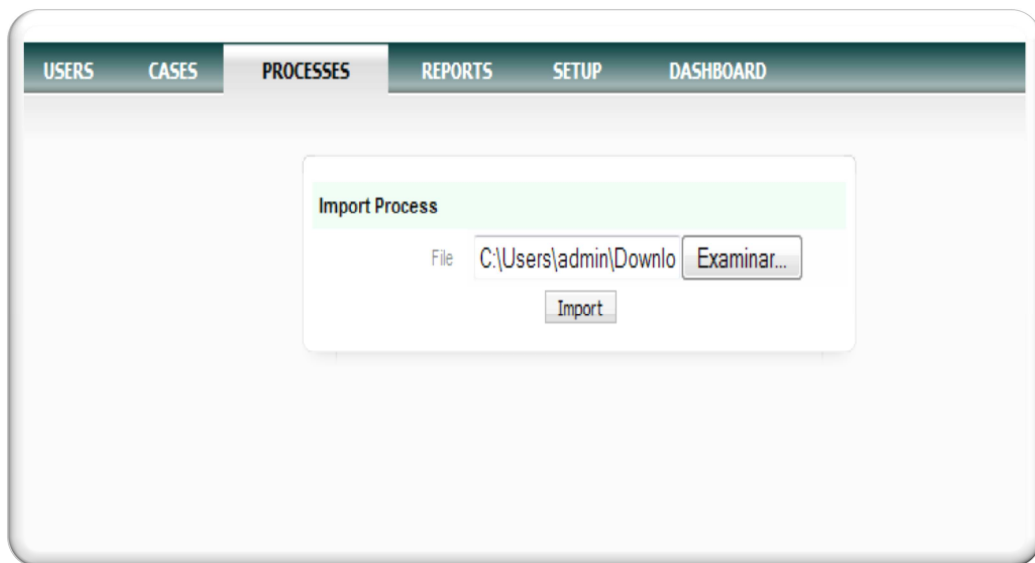 USERS CASES PROCESSES REPORTS SETUP DASHBOARD
Import Process
File C:\Users\admin\Downlo Examinar...
Import